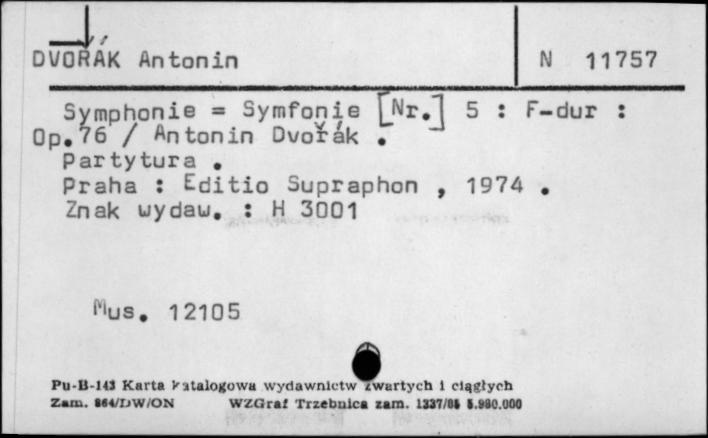 DVOŘÁK Antonin N 11757
Symphonie = Symfonie [Nr.] 5 : F-dur :
Op.76 / Antonin Dvořák .
Partytura .
Praha : Editio Supraphon , 1974 .
Znak wydaw. : H 3001
Mus. 12105
Pu-B-143 Karta katalogowa wydawnictw zwartych i ciągłych
Zam. 864/DW/ON WZGraf Trzebnica zam. 1337/85 5.980.000